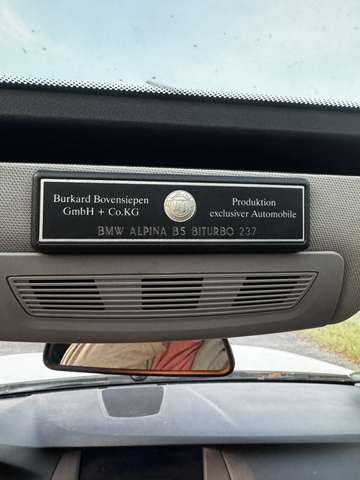 Burkard Bovensiepen
GmbH + Co.KG
Produktion
exclusiver Automobile
BMW ALPINA B5 BITURBO 237